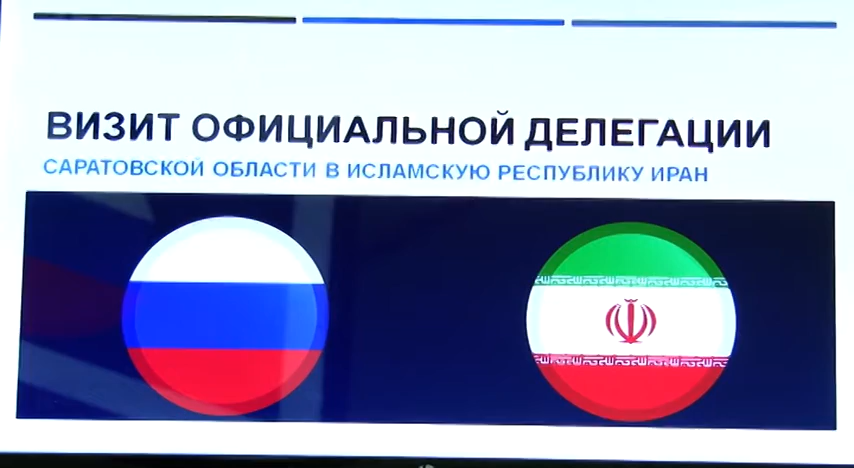 ВИЗИТ ОФИЦИАЛЬНОЙ ДЕЛЕГАЦИИ
САРАТОВСКОЙ ОБЛАСТИ В ИСЛАМСКУЮ РЕСПУБЛИКУ ИРАН